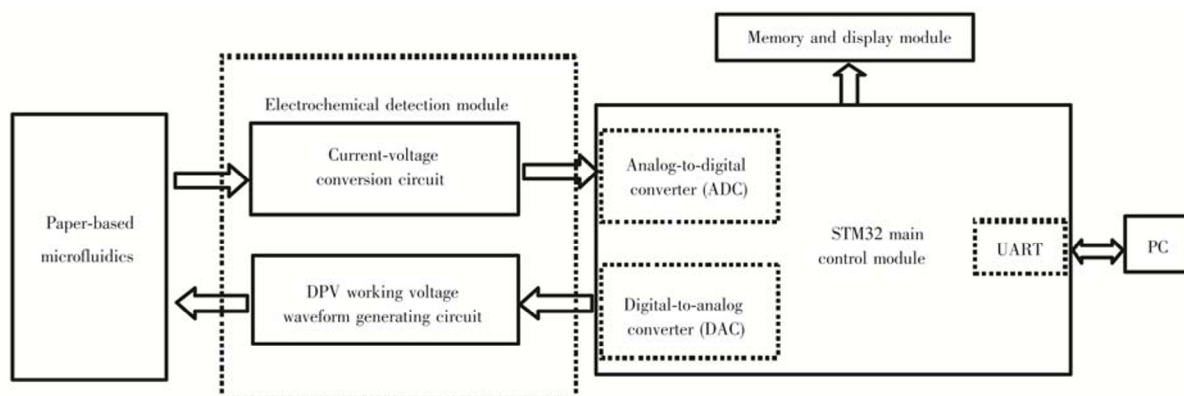 Memory and display module
Electrochemical detection module
Current-voltage
conversion circuit
Analog-to-digital
converter (ADC)
Paper-based
microfluidics
STM32 main
control module
UART
PC
DPV working voltage
waveform generating circuit
Digital-to-analog
converter (DAC)